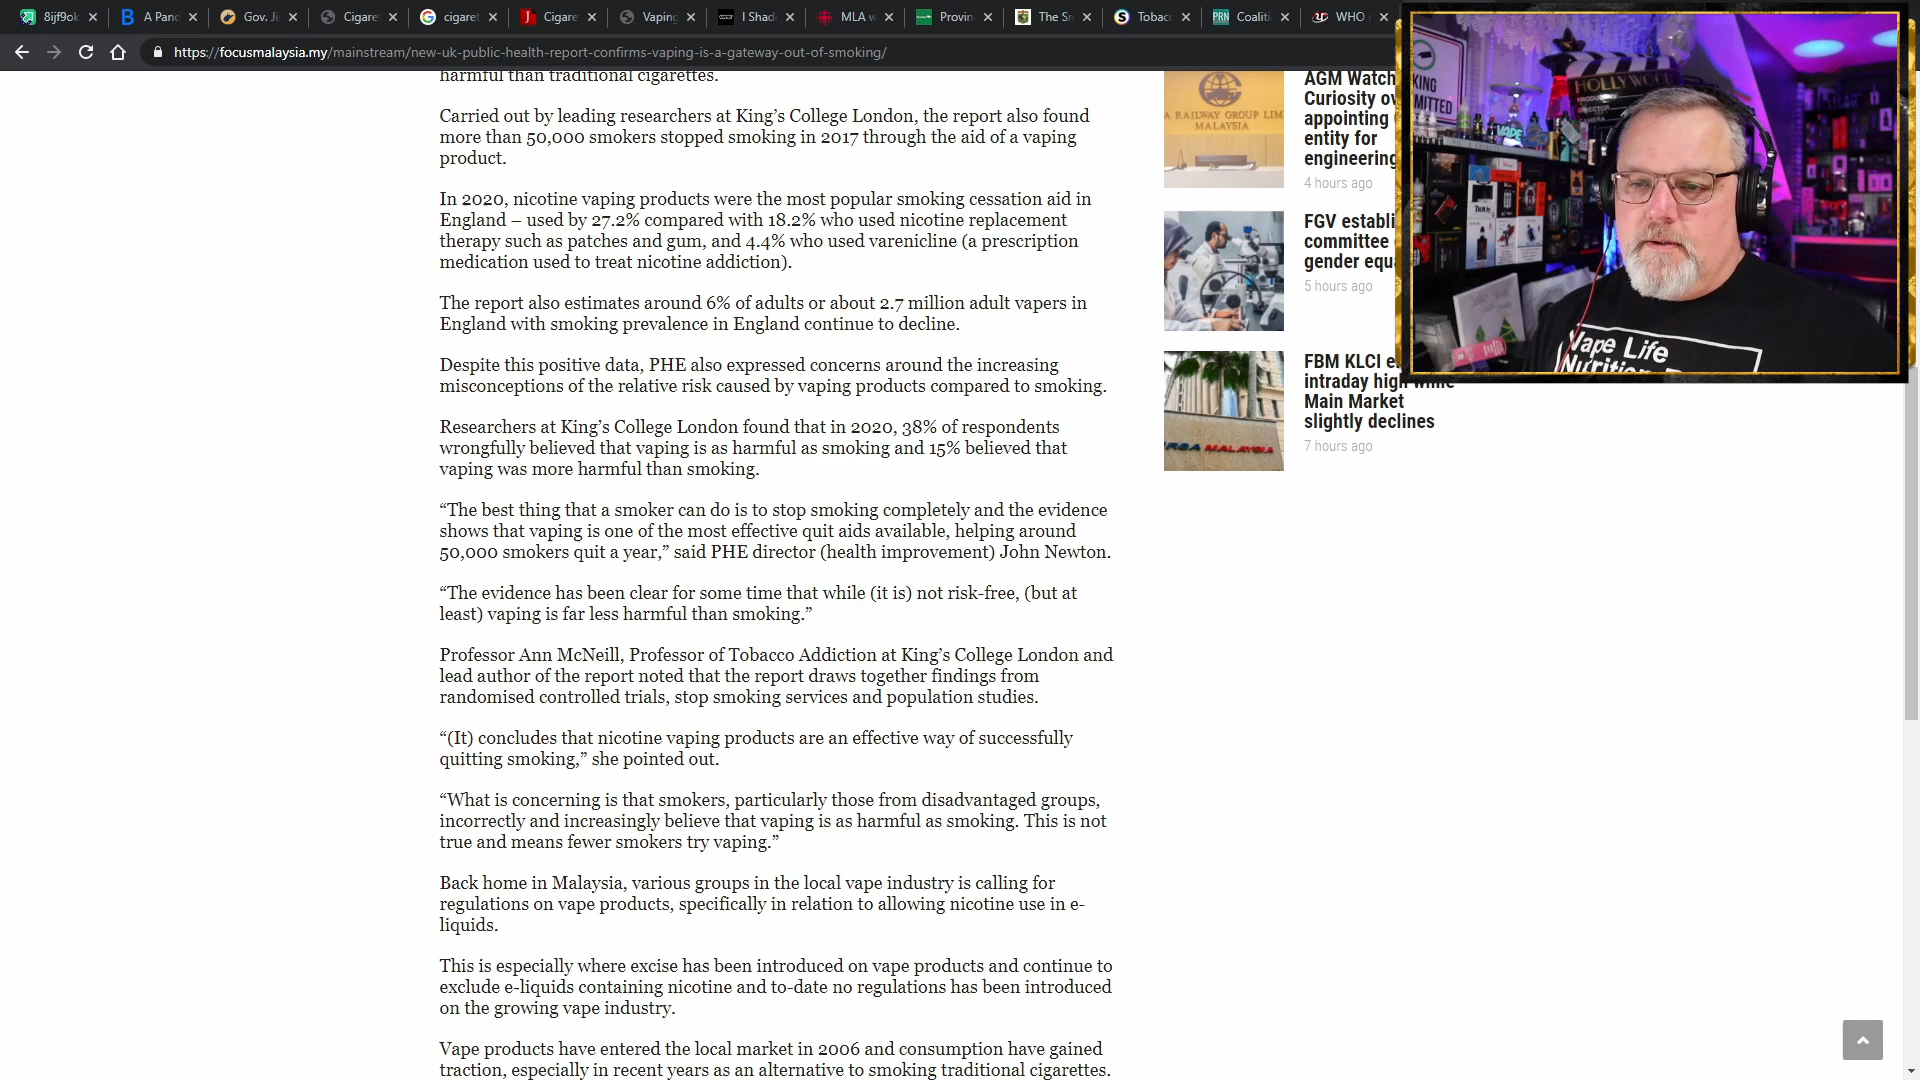 8ijf9ok
A Panc
Gov. Ji
Cigare
cigaret
Cigare
Vaping
I Shad
MLA w
Provin
The Sr
Tobacc
PRN Coaliti
WHO
https://focusmalaysia.my/mainstream/new-uk-public-health-report-confirms-vaping-is-a-gateway-out-of-smoking/
harmful than traditional cigarettes.
Carried out by leading researchers at King's College London, the report also found
more than 50,000 smokers stopped smoking in 2017 through the aid of a vaping
product.
In 2020, nicotine vaping products were the most popular smoking cessation aid in
England – used by 27.2% compared with 18.2% who used nicotine replacement
therapy such as patches and gum, and 4.4% who used varenicline (a prescription
medication used to treat nicotine addiction).
The report also estimates around 6% of adults or about 2.7 million adult vapers in
England with smoking prevalence in England continue to decline.
Despite this positive data, PHE also expressed concerns around the increasing
misconceptions of the relative risk caused by vaping products compared to smoking.
Researchers at King's College London found that in 2020, 38% of respondents
wrongfully believed that vaping is as harmful as smoking and 15% believed that
vaping was more harmful than smoking.
“The best thing that a smoker can do is to stop smoking completely and the evidence
shows that vaping is one of the most effective quit aids available, helping around
50,000 smokers quit a year,” said PHE director (health improvement) John Newton.
“The evidence has been clear for some time that while (it is) not risk-free, (but at
least) vaping is far less harmful than smoking.”
Professor Ann McNeill, Professor of Tobacco Addiction at King's College London and
lead author of the report noted that the report draws together findings from
randomised controlled trials, stop smoking services and population studies.
“(It) concludes that nicotine vaping products are an effective way of successfully
quitting smoking,” she pointed out.
“What is concerning is that smokers, particularly those from disadvantaged groups,
incorrectly and increasingly believe that vaping is as harmful as smoking. This is not
true and means fewer smokers try vaping.”
Back home in Malaysia, various groups in the local vape industry is calling for
regulations on vape products, specifically in relation to allowing nicotine use in e-
liquids.
This is especially where excise has been introduced on vape products and continue to
exclude e-liquids containing nicotine and to-date no regulations has been introduced
on the growing vape industry.
Vape products have entered the local market in 2006 and consumption have gained
traction, especially in recent years as an alternative to smoking traditional cigarettes.
A RAILWAY GROUP LIM
MALAYSIA
AGM Watch
Curiosity ov
appointing
entity for
engineering
4 hours ago
FGV establi
committee
gender equa
5 hours ago
RSA MALAYSIA
FBM KLCI e
intraday high while
Main Market
slightly declines
7 hours ago
KING
MITTED
HOLLYWOOD
VAPE
Vape Life
Nutrition